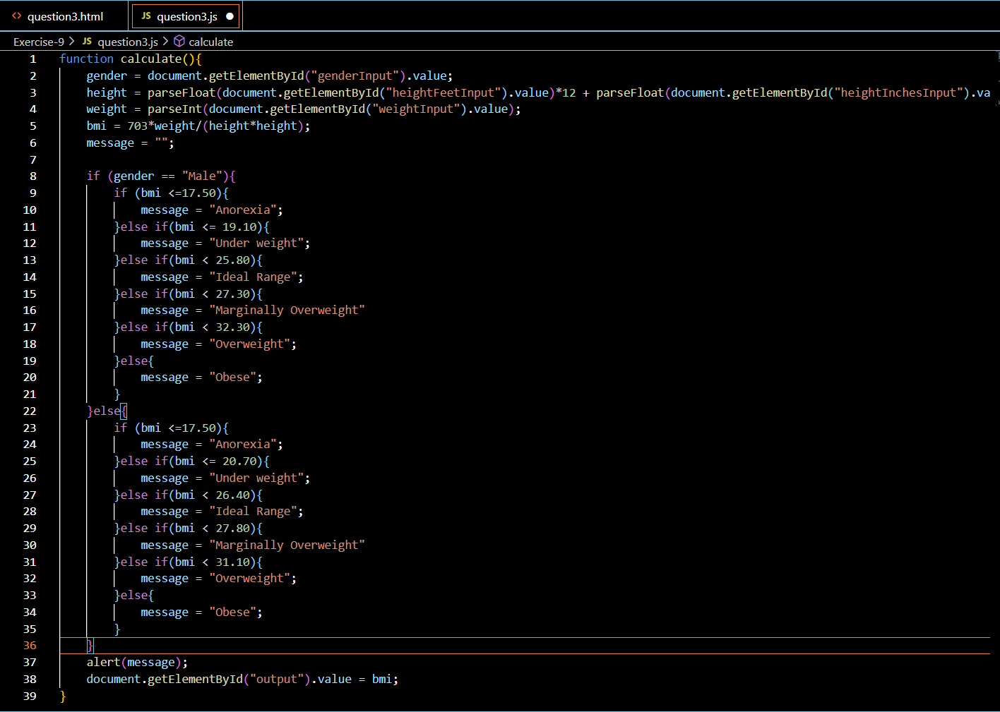 question3.html
JS question3.js
Exercise-9 > JS question3.js > calculate
1 function calculate(){
2     gender = document.getElementById("genderInput").value;
3     height = parseFloat(document.getElementById("heightFeetInput").value)*12 + parseFloat(document.getElementById("heightInchesInput").va
4     weight = parseInt(document.getElementById("weightInput").value);
5     bmi = 703*weight/(height*height);
6     message = "";
7
8     if (gender == "Male"){
9         if (bmi <=17.50){
10             message = "Anorexia";
11         }else if(bmi <= 19.10){
12             message = "Under weight";
13         }else if(bmi < 25.80){
14             message = "Ideal Range";
15         }else if(bmi < 27.30){
16             message = "Marginally Overweight"
17         }else if(bmi < 32.30){
18             message = "Overweight";
19         }else{
20             message = "Obese";
21         }
22     }else{
23         if (bmi <=17.50){
24             message = "Anorexia";
25         }else if(bmi <= 20.70){
26             message = "Under weight";
27         }else if(bmi < 26.40){
28             message = "Ideal Range";
29         }else if(bmi < 27.80){
30             message = "Marginally Overweight"
31         }else if(bmi < 31.10){
32             message = "Overweight";
33         }else{
34             message = "Obese";
35         }
36     }
37     alert(message);
38     document.getElementById("output").value = bmi;
39 }